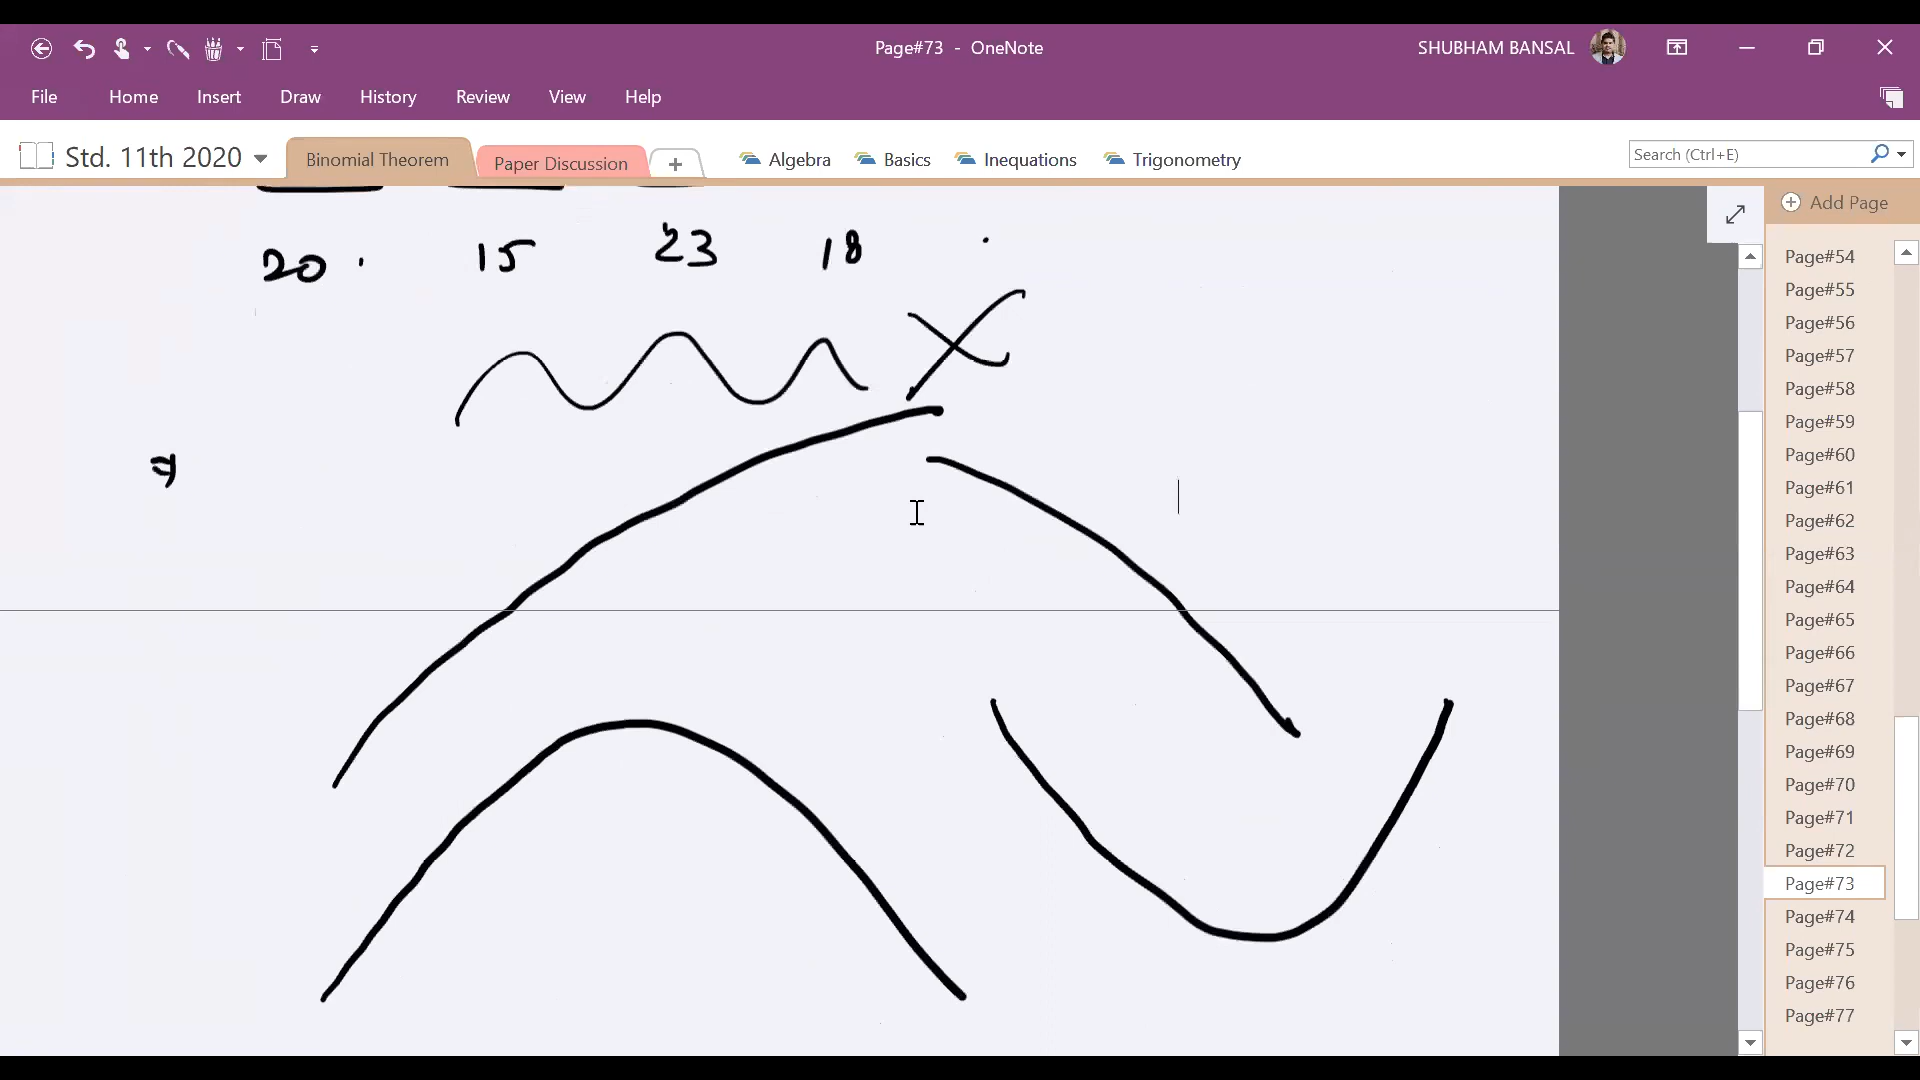 Page#73 - OneNote
SHUBHAM BANSAL
File Home Insert Draw History Review View Help
Std. 11th 2020 Binomial Theorem Paper Discussion + Algebra Basics Inequations Trigonometry Search (Ctrl+E)
Add Page
20 15 23 18
Page#54
Page#55
Page#56
Page#57
Page#58
Page#59
Page#60
Page#61
Page#62
Page#63
Page#64
Page#65
Page#66
Page#67
Page#68
Page#69
Page#70
Page#71
Page#72
Page#73
Page#74
Page#75
Page#76
Page#77